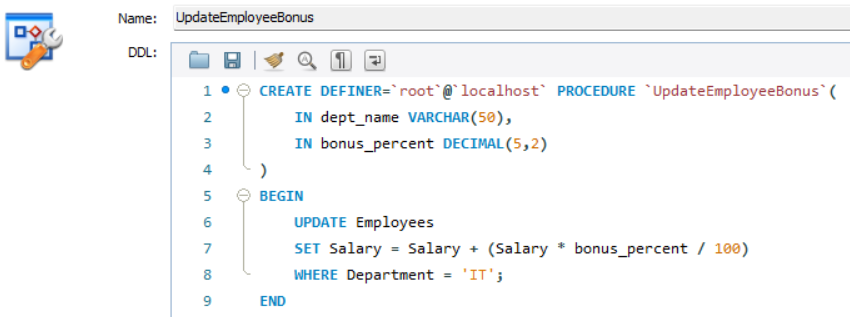 Name: UpdateEmployeeBonus
DDL:
1 CREATE DEFINER=`root`@`localhost` PROCEDURE `UpdateEmployeeBonus`(
2 IN dept_name VARCHAR(50),
3 IN bonus_percent DECIMAL(5,2)
4 )
5 BEGIN
6 UPDATE Employees
7 SET Salary = Salary + (Salary * bonus_percent / 100)
8 WHERE Department = 'IT';
9 END